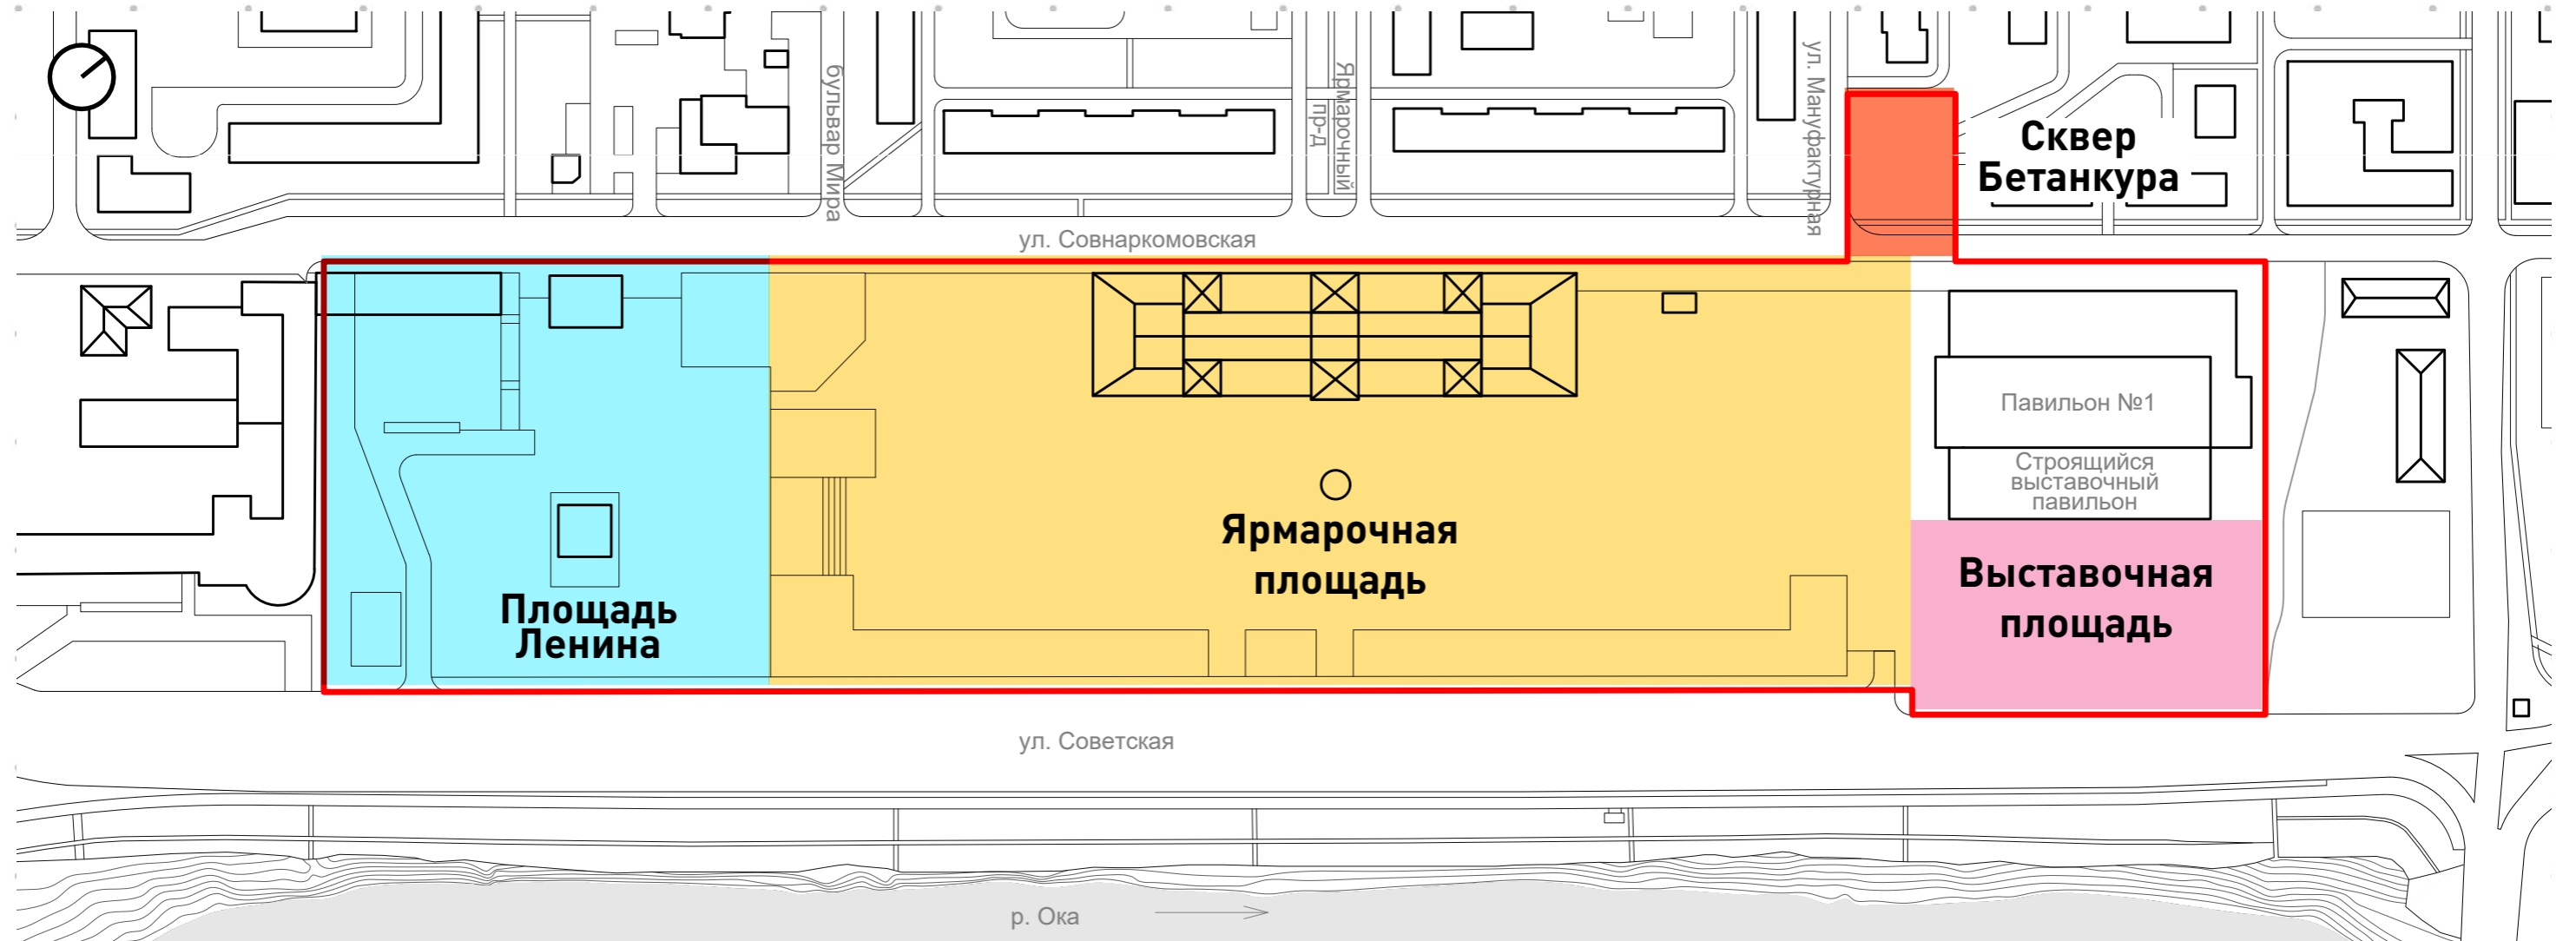 бульвар Мира
Ярмарочный
пр-д
ул. Мануфактурная
Сквер
Бетанкура
ул. Совнаркомовская
Павильон №1
Строящийся
выставочный
павильон
Ярмарочная
площадь
Выставочная
площадь
Площадь
Ленина
ул. Советская
р. Ока